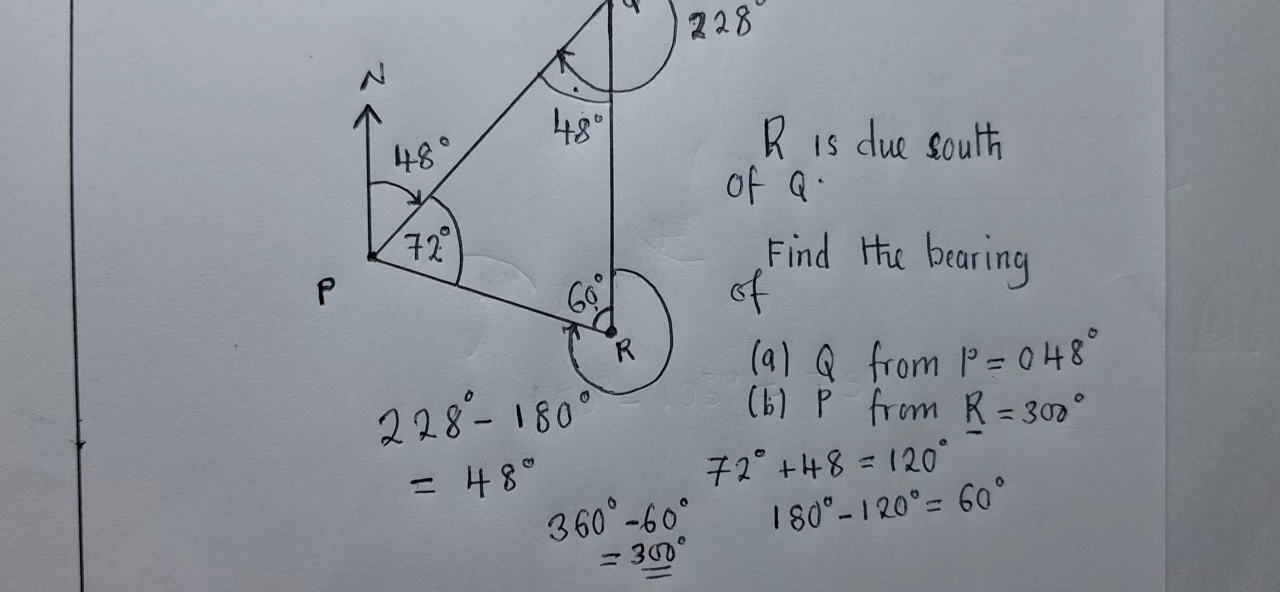 228°
N
48°
48°
72°
P
60°
R
R is due south
of Q.
Find the bearing
of
(a) Q from P = 048°
(b) P from R = 300°
228° - 180°
= 48°
72° + 48 = 120°
180° - 120° = 60°
360° - 60°
= 300°